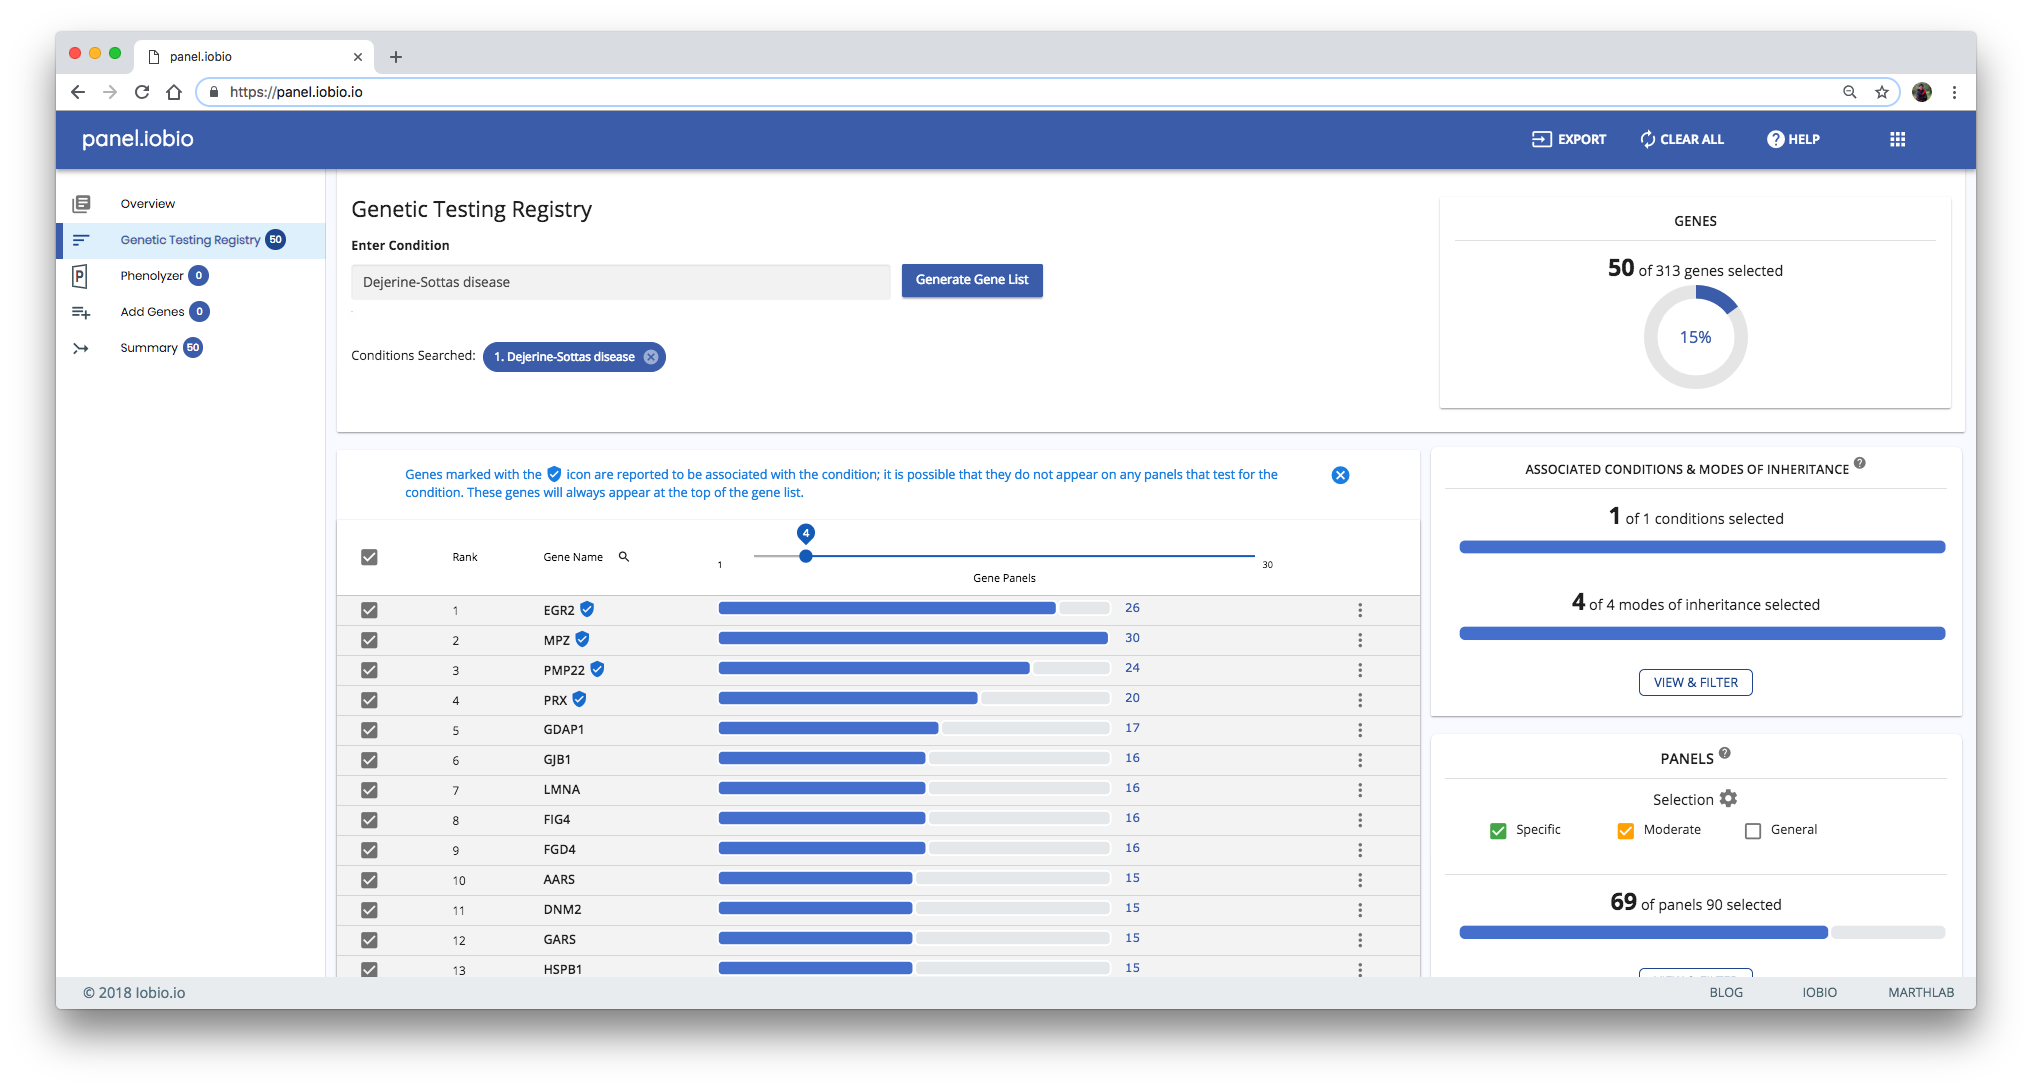 panel.iobio
https://panel.iobio.io
panel.iobio
EXPORT
CLEAR ALL
HELP
Overview
Genetic Testing Registry 50
Phenolyzer 0
Add Genes 0
Summary 50
Genetic Testing Registry
Enter Condition
Dejerine-Sottas disease
Generate Gene List
Conditions Searched: 1. Dejerine-Sottas disease
GENES
50 of 313 genes selected
15%
Genes marked with the icon are reported to be associated with the condition; it is possible that they do not appear on any panels that test for the
condition. These genes will always appear at the top of the gene list.
4
Rank Gene Name 1 30
Gene Panels
1 EGR2 26
2 MPZ 30
3 PMP22 24
4 PRX 20
5 GDAP1 17
6 GJB1 16
7 LMNA 16
8 FIG4 16
9 FGD4 16
10 AARS 15
11 DNM2 15
12 GARS 15
13 HSPB1 15
ASSOCIATED CONDITIONS & MODES OF INHERITANCE
1 of 1 conditions selected
4 of 4 modes of inheritance selected
VIEW & FILTER
PANELS
Selection
Specific Moderate General
69 of panels 90 selected
© 2018 Iobio.io
BLOG IOBIO MARTHLAB